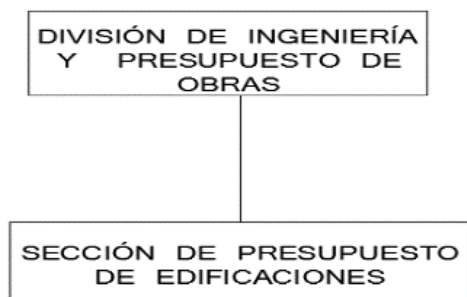 DIVISIÓN DE INGENIERÍA
Y PRESUPUESTO DE
OBRAS
SECCIÓN DE PRESUPUESTO
DE EDIFICACIONES